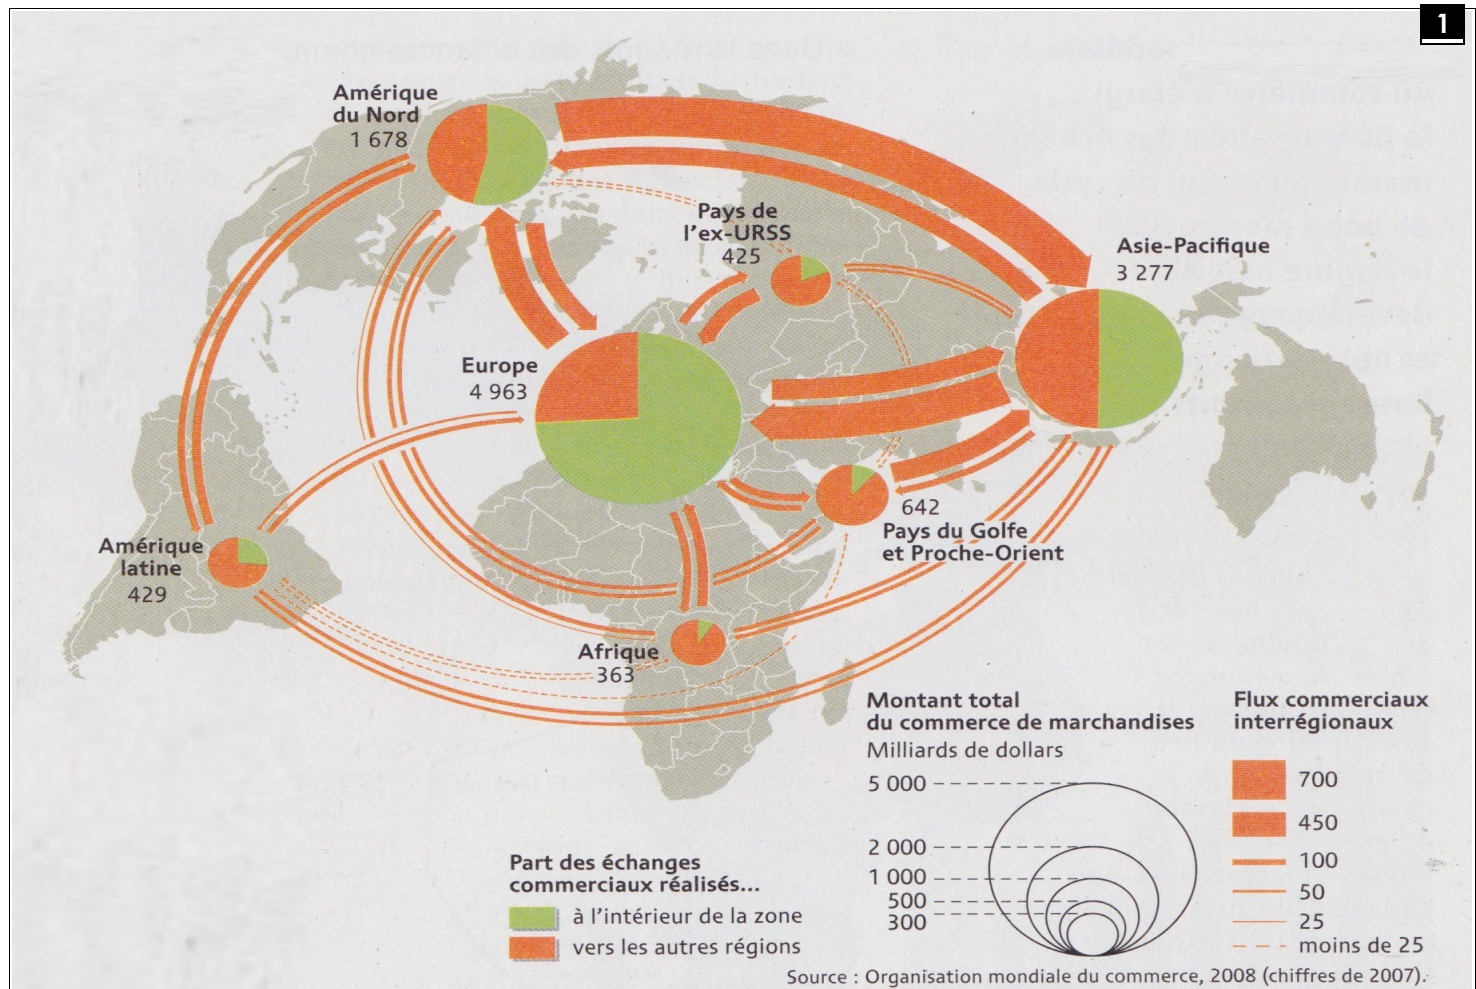 1
Amérique
du Nord
1 678
Pays de
l'ex-URSS
425
Asie-Pacifique
3 277
Europe
4 963
642
Pays du Golfe
et Proche-Orient
Amérique
latine
429
Afrique
363
Montant total
du commerce de marchandises
Milliards de dollars
5 000
2 000
1 000
500
300
Flux commerciaux
interrégionaux
700
450
100
50
25
moins de 25
Part des échanges
commerciaux réalisés...
à l'intérieur de la zone
vers les autres régions
Source : Organisation mondiale du commerce, 2008 (chiffres de 2007).